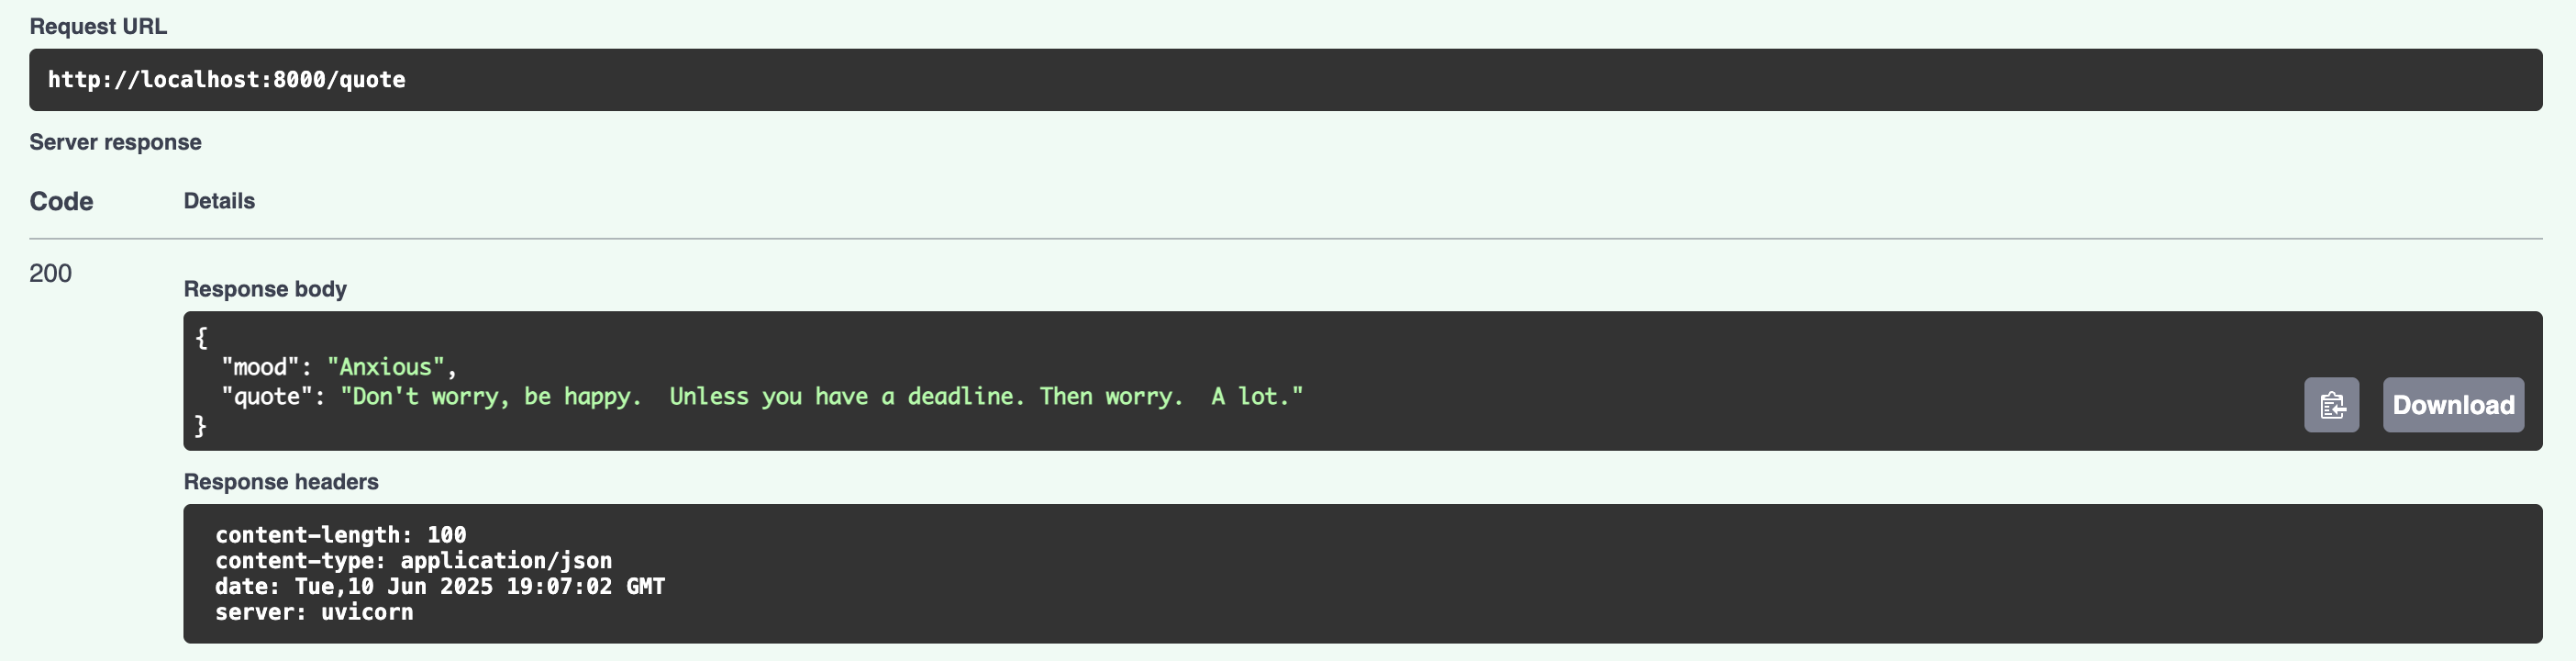 Request URL
http://localhost:8000/quote
Server response
Code Details
200
Response body
{
  "mood": "Anxious",
  "quote": "Don't worry, be happy.  Unless you have a deadline. Then worry.  A lot."
}
Download
Response headers
content-length: 100
content-type: application/json
date: Tue,10 Jun 2025 19:07:02 GMT
server: uvicorn